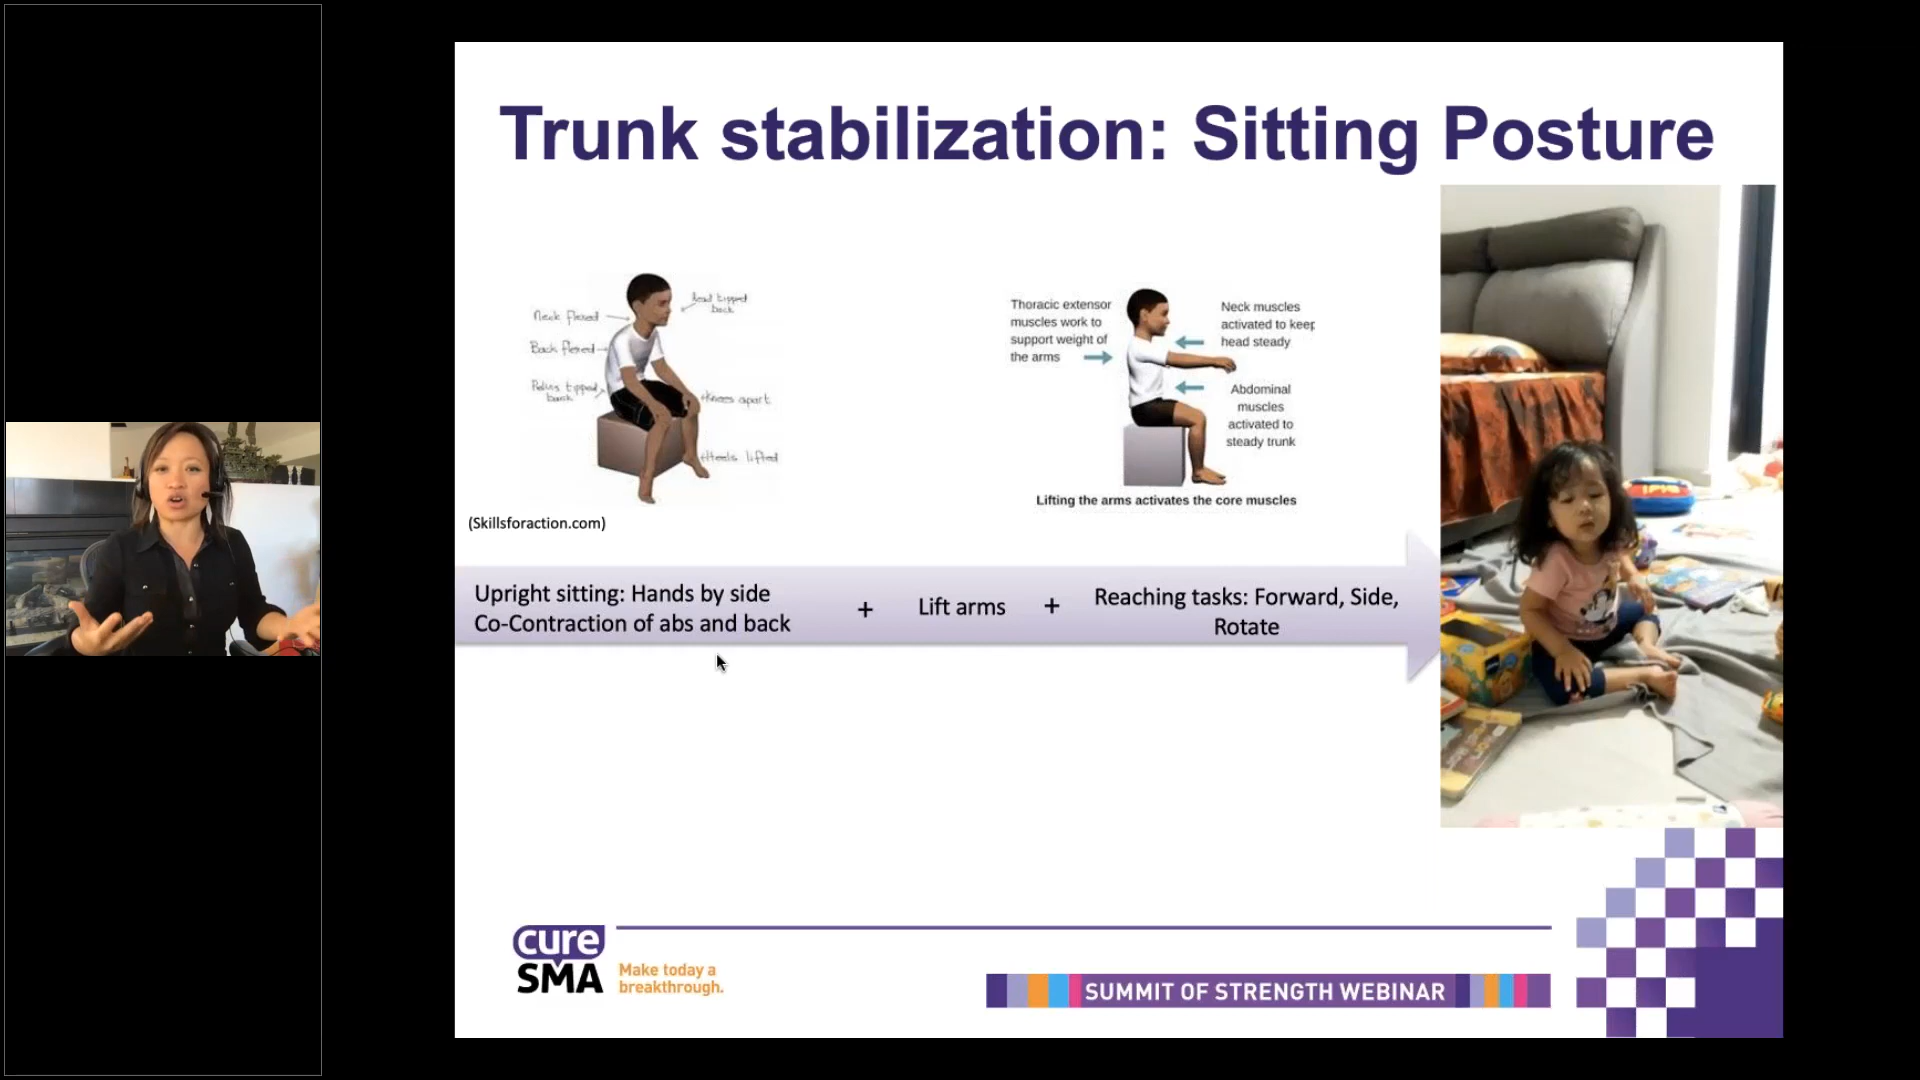 Trunk stabilization: Sitting Posture
Neck flexed
head tipped
back
Back flexed
Pelvis tipped
back
Knees apart
Heels lifted
(Skillsforaction.com)
Thoracic extensor
muscles work to
support weight of
the arms
Neck muscles
activated to keep
head steady
Abdominal
muscles
activated to
steady trunk
Lifting the arms activates the core muscles
Upright sitting: Hands by side
Co-Contraction of abs and back
+
Lift arms
+
Reaching tasks: Forward, Side,
Rotate
cure
SMA
Make today a
breakthrough.
SUMMIT OF STRENGTH WEBINAR